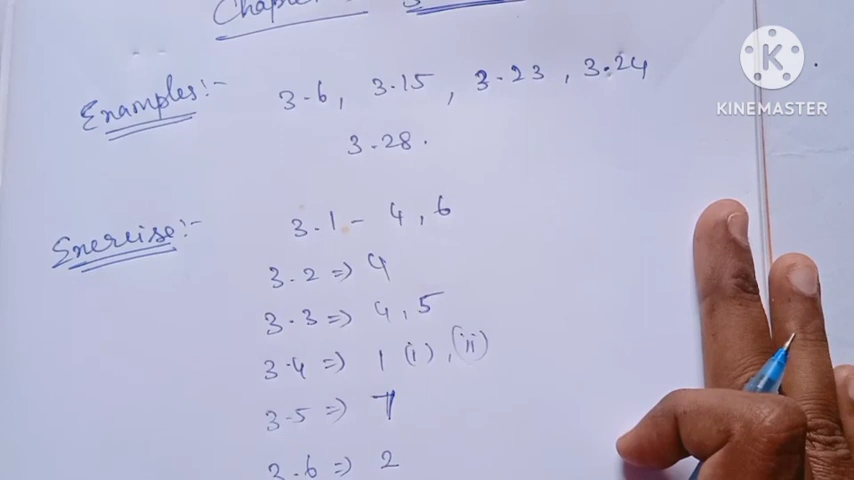 Chapter
Examples:- 3.6, 3.15, 3.23, 3.24
3.28.
Exercise:- 3.1 - 4, 6
3.2 => 4
3.3 => 4, 5
3.4 => 1 (i), (ii)
3.5 => 7
3.6 => 2
KINEMASTER